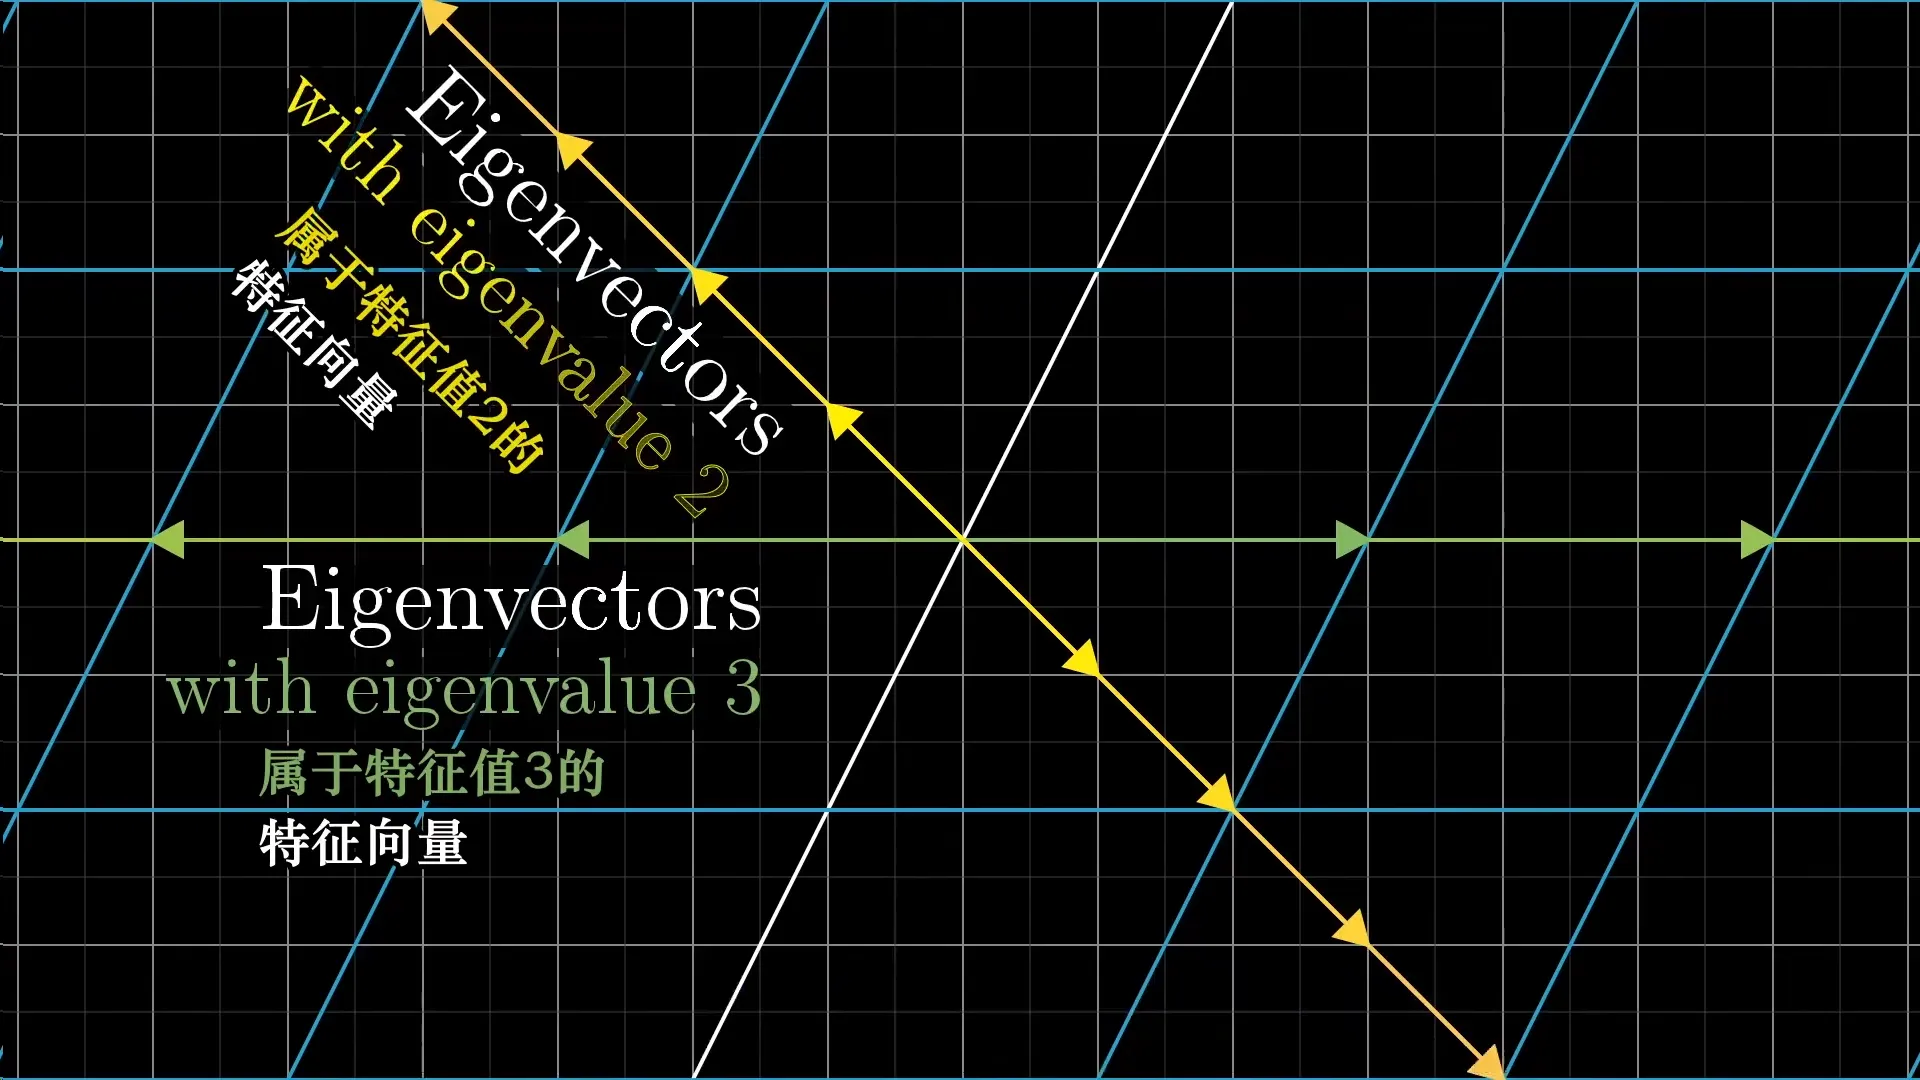 Eigenvectors
with eigenvalue 2
属于特征值2的
特征向量
Eigenvectors
with eigenvalue 3
属于特征值3的
特征向量